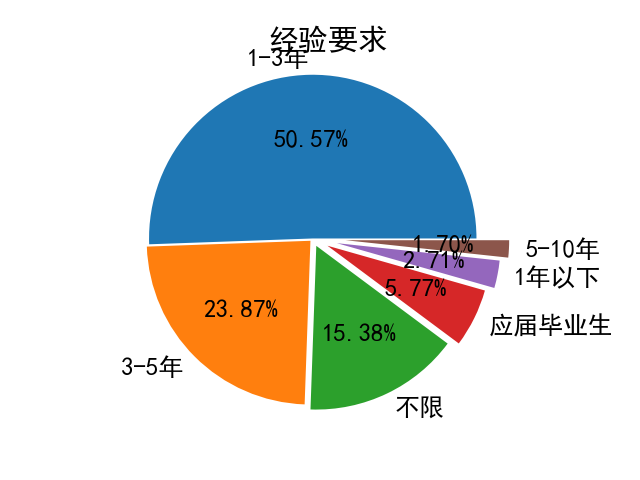 经验要求
1-3年
50.57%
1.70%
5-10年
2.71%
1年以下
5.77%
23.87%
应届毕业生
15.38%
3-5年
不限